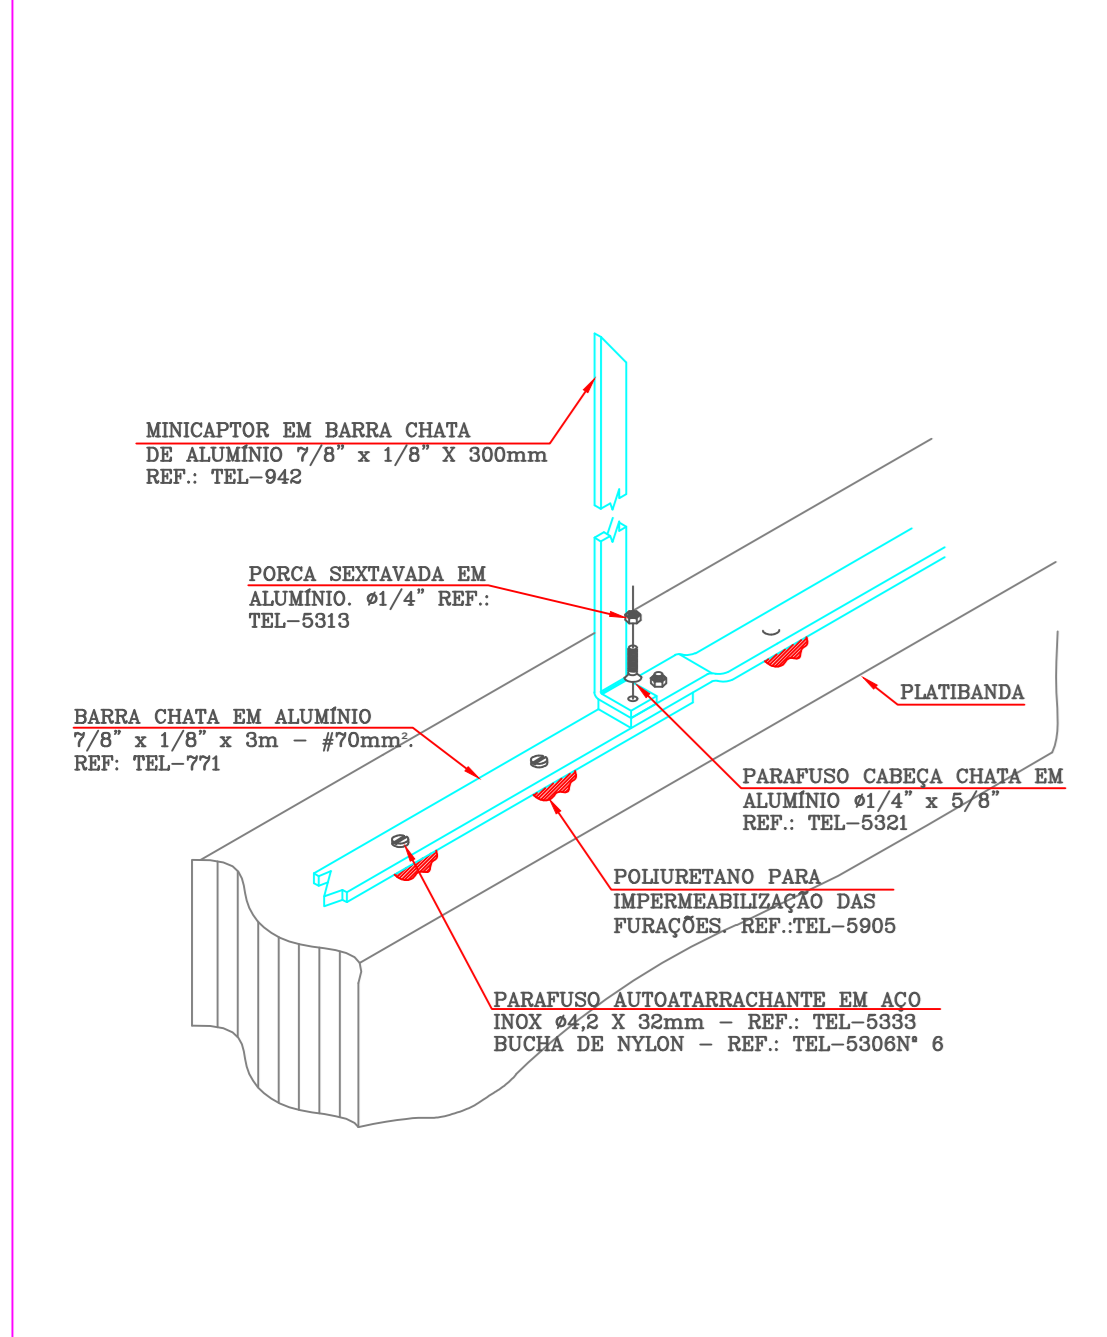 MINICAPTOR EM BARRA CHATA
DE ALUMÍNIO 7/8" x 1/8" X 300mm
REF.: TEL-942
PORCA SEXTAVADA EM
ALUMÍNIO. ø1/4" REF.:
TEL-5313
PLATIBANDA
BARRA CHATA EM ALUMÍNIO
7/8" x 1/8" x 3m - #70mm².
REF: TEL-771
PARAFUSO CABEÇA CHATA EM
ALUMÍNIO ø1/4" x 5/8"
REF.: TEL-5321
POLIURETANO PARA
IMPERMEABILIZAÇÃO DAS
FURAÇÕES. REF.:TEL-5905
PARAFUSO AUTOATARRACHANTE EM AÇO
INOX ø4,2 X 32mm - REF.: TEL-5333
BUCHA DE NYLON - REF.: TEL-5306Nº 6